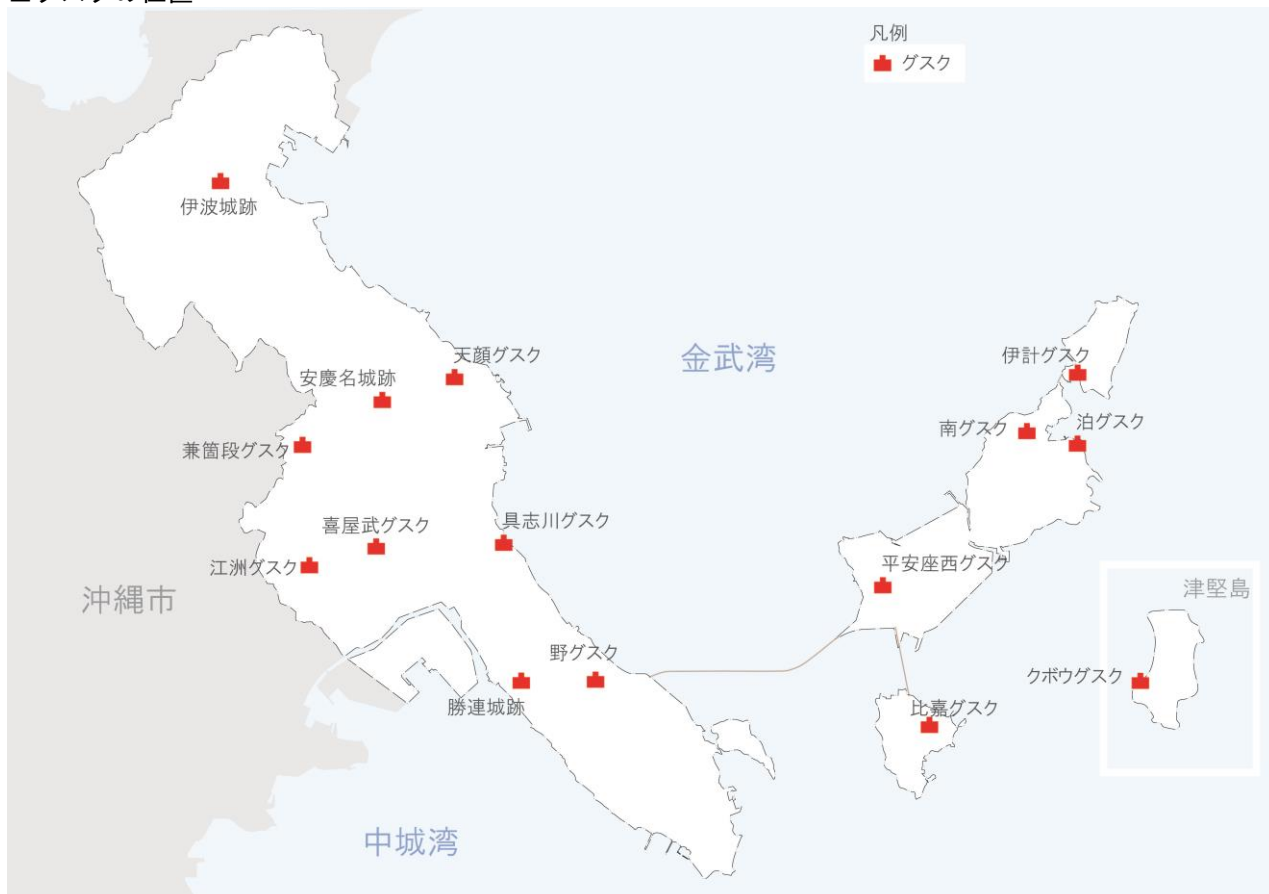 凡例
グスク
伊波城跡
天願グスク
金武湾
伊計グスク
安慶名城跡
南グスク
泊グスク
兼箇段グスク
喜屋武グスク
具志川グスク
江洲グスク
平安座西グスク
沖縄市
津堅島
野グスク
クボウグスク
勝連城跡
比嘉グスク
中城湾